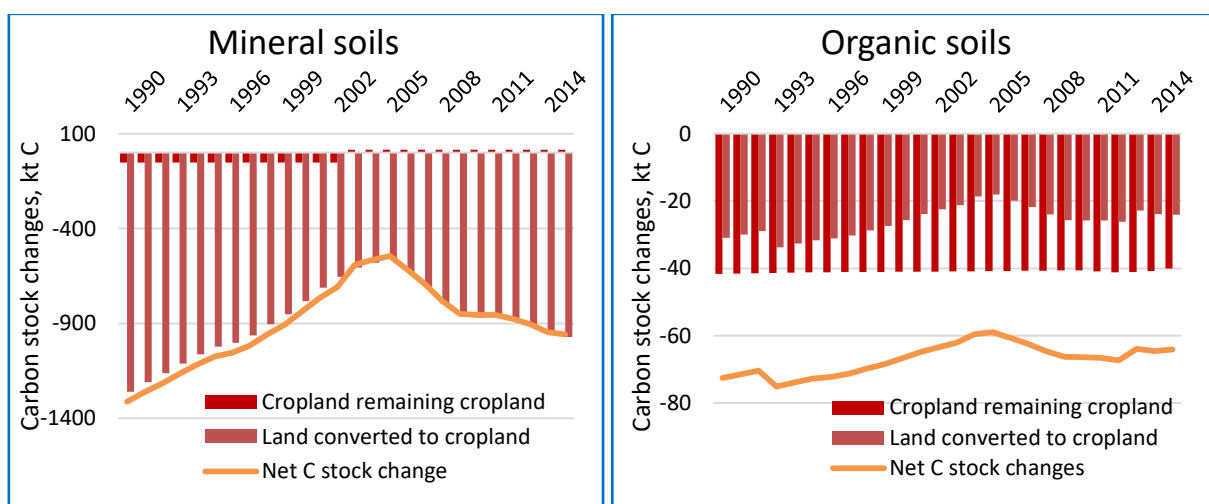 Mineral soils
1990 1993 1996 1999 2002 2005 2008 2011 2014
Carbon stock changes, kt C
100
-400
-900
-1400
Cropland remaining cropland
Land converted to cropland
Net C stock change
Organic soils
1990 1993 1996 1999 2002 2005 2008 2011 2014
Carbon stock changes, kt C
0
-20
-40
-60
-80
Cropland remaining cropland
Land converted to cropland
Net C stock changes